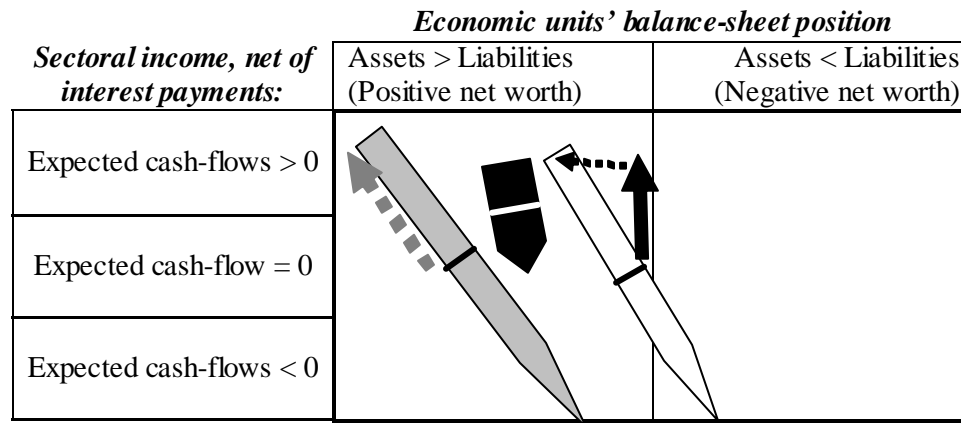 Economic units’ balance-sheet position
Sectoral income, net of
interest payments:
Assets > Liabilities
(Positive net worth)
Assets < Liabilities
(Negative net worth)
Expected cash-flows > 0
Expected cash-flow = 0
Expected cash-flows < 0